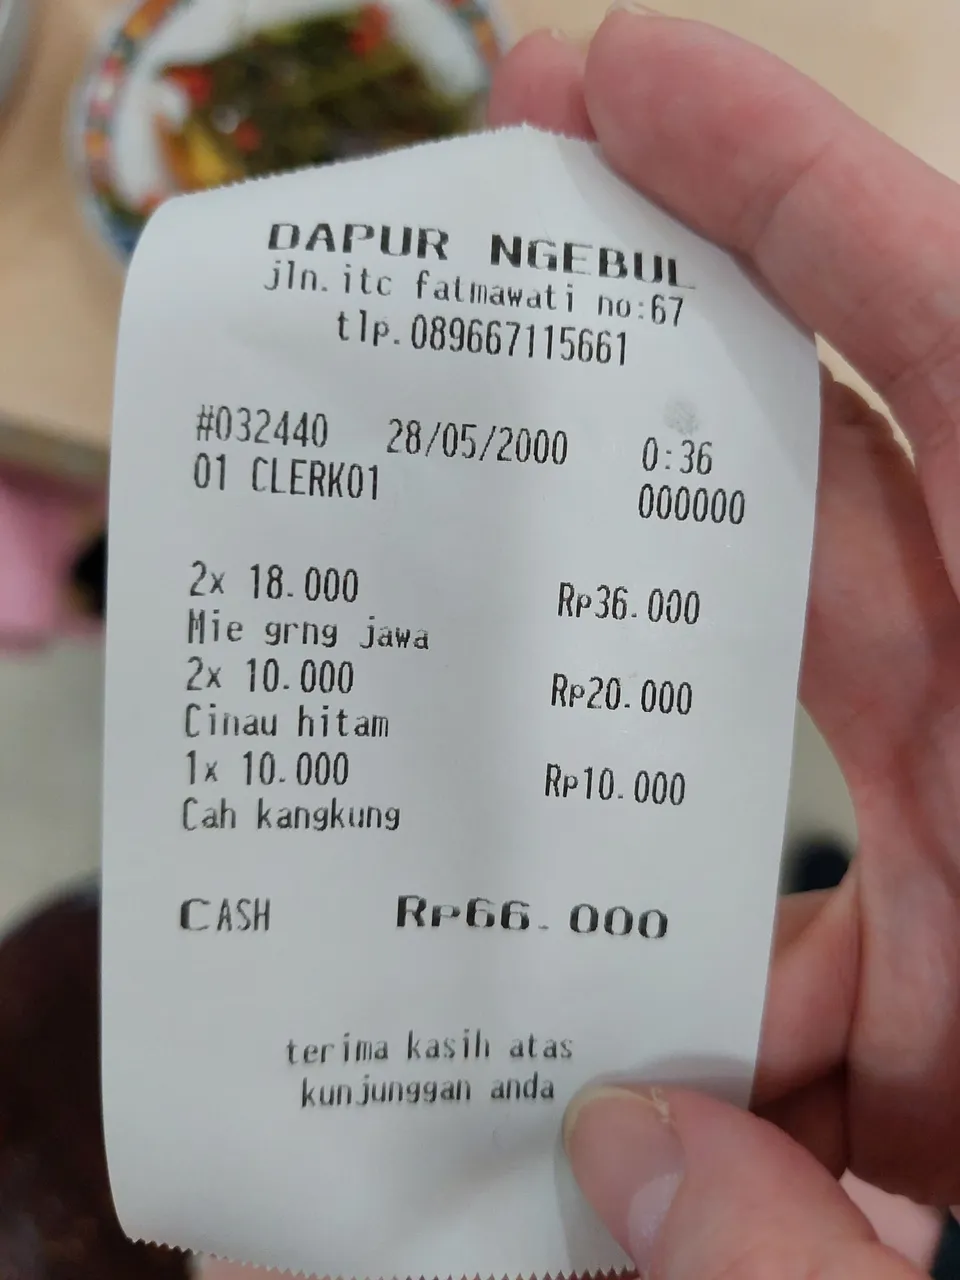 DAPUR NGEBUL
jln.itc fatmawati no:67
tlp.089667115661
#032440 28/05/2000 0:36
01 CLERK01 000000
2x 18.000 Rp36.000
Mie grng jawa
2x 10.000 Rp20.000
Cinau hitam
1x 10.000 Rp10.000
Cah kangkung
CASH Rp66.000
terima kasih atas
kunjunggan anda